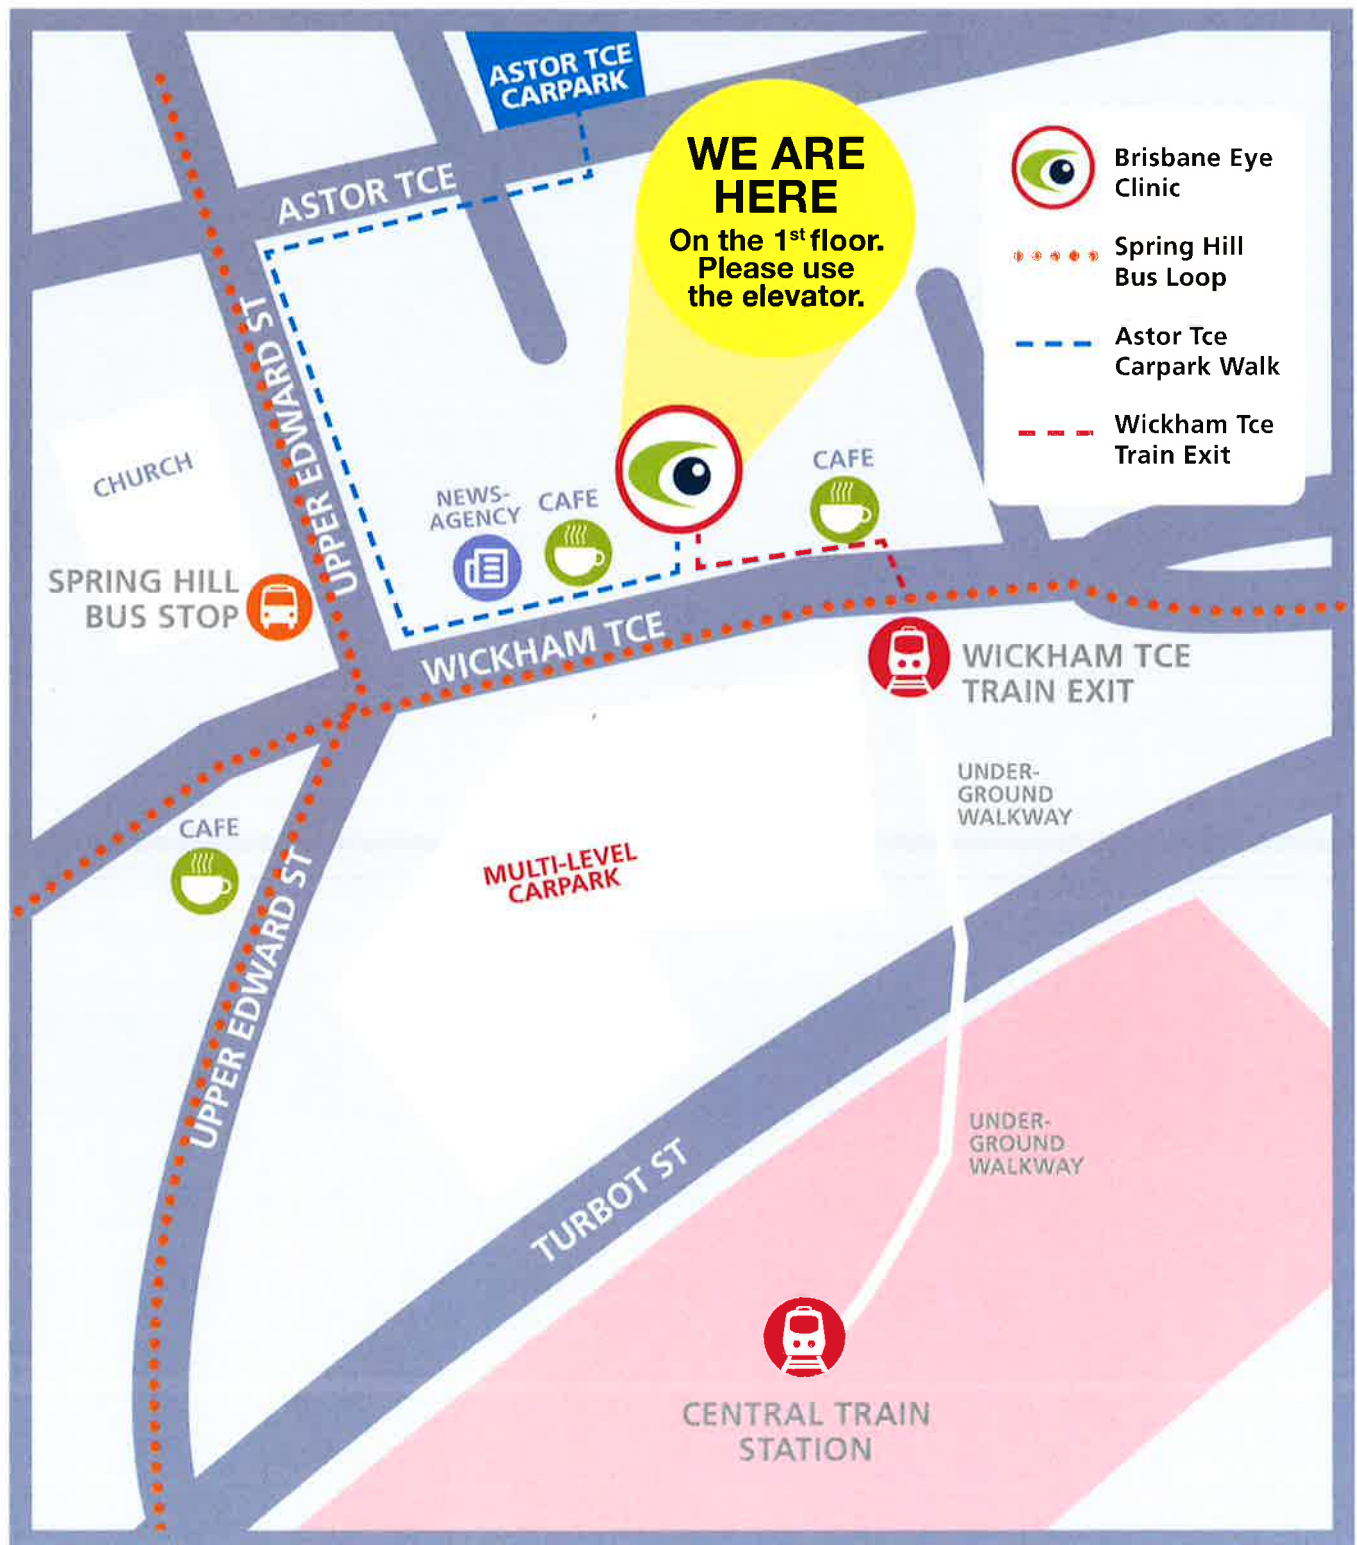 ASTOR TCE
CARPARK
WE ARE
HERE
On the 1st floor.
Please use
the elevator.
Brisbane Eye
Clinic
Spring Hill
Bus Loop
Astor Tce
Carpark Walk
Wickham Tce
Train Exit
ASTOR TCE
UPPER EDWARD ST
CHURCH
NEWS-
AGENCY
CAFE
CAFE
SPRING HILL
BUS STOP
WICKHAM TCE
WICKHAM TCE
TRAIN EXIT
UNDER-
GROUND
WALKWAY
CAFE
MULTI-LEVEL
CARPARK
UPPER EDWARD ST
UNDER-
GROUND
WALKWAY
TURBOT ST
CENTRAL TRAIN
STATION